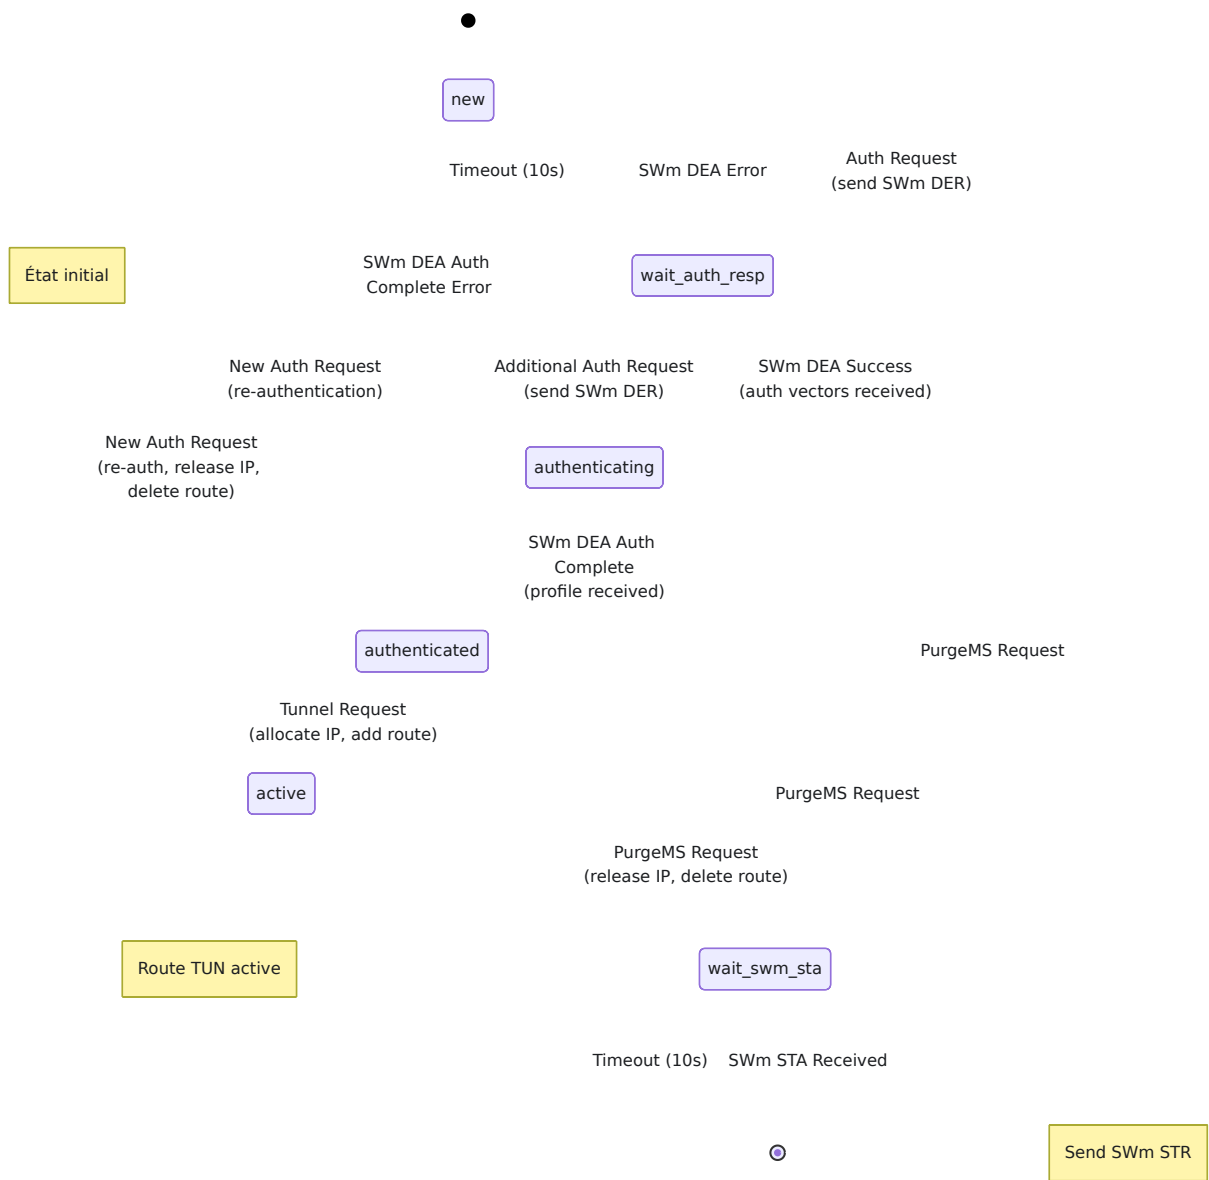 new
Timeout (10s)
SWm DEA Error
Auth Request
(send SWm DER)
État initial
SWm DEA Auth
Complete Error
wait_auth_resp
New Auth Request
(re-authentication)
Additional Auth Request
(send SWm DER)
SWm DEA Success
(auth vectors received)
New Auth Request
(re-auth, release IP,
delete route)
authenticating
SWm DEA Auth
Complete
(profile received)
authenticated
PurgeMS Request
Tunnel Request
(allocate IP, add route)
active
PurgeMS Request
PurgeMS Request
(release IP, delete route)
Route TUN active
wait_swm_sta
Timeout (10s)
SWm STA Received
Send SWm STR